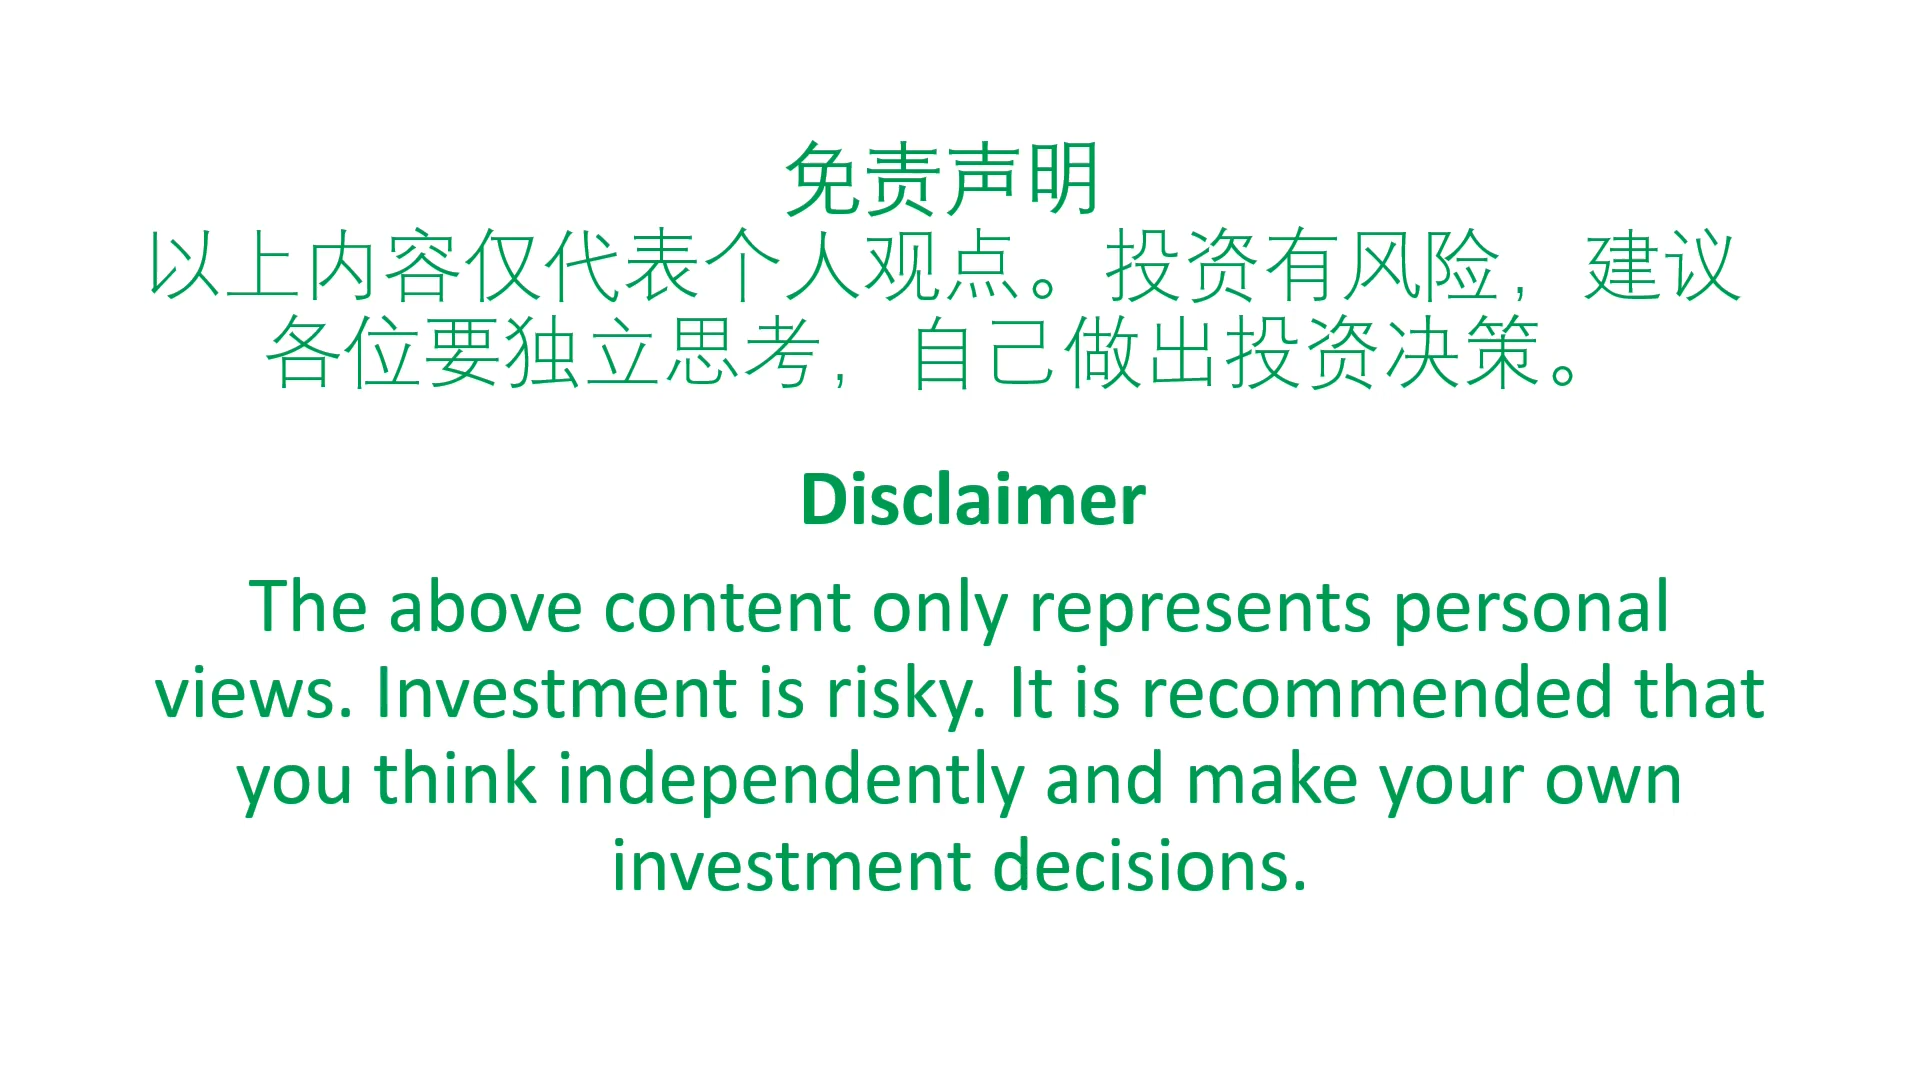 免责声明
以上内容仅代表个人观点。投资有风险，建议
各位要独立思考，自己做出投资决策。
Disclaimer
The above content only represents personal
views. Investment is risky. It is recommended that
you think independently and make your own
investment decisions.